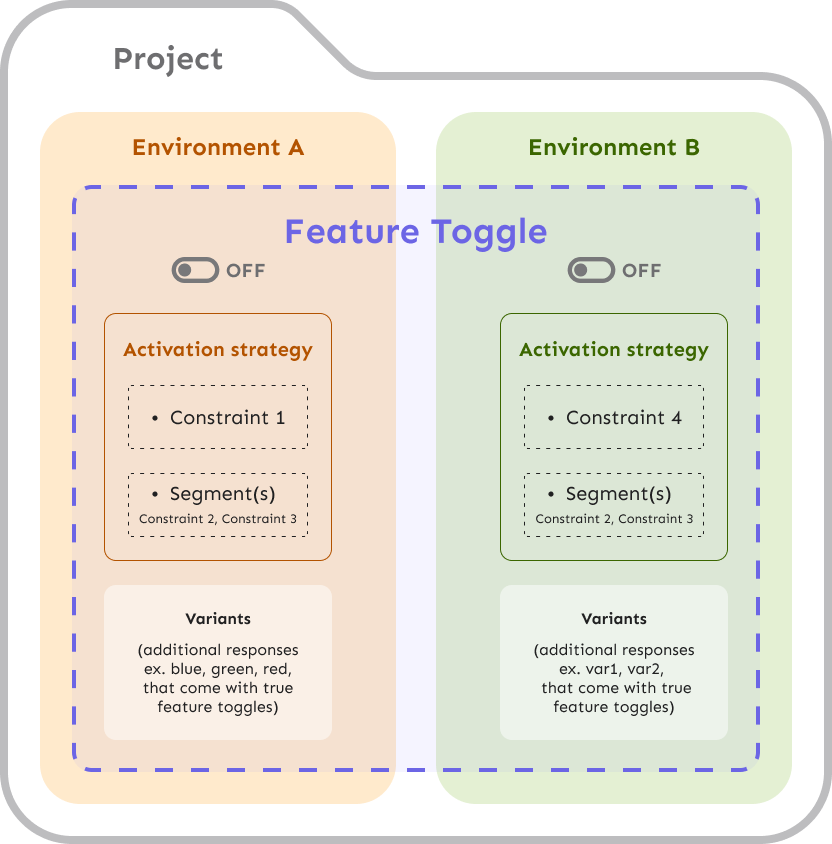 Project
Environment A
Environment B
Feature Toggle
OFF
OFF
Activation strategy
• Constraint 1
• Segment(s)
Constraint 2, Constraint 3
Variants
(additional responses
ex. blue, green, red,
that come with true
feature toggles)
Activation strategy
• Constraint 4
• Segment(s)
Constraint 2, Constraint 3
Variants
(additional responses
ex. var1, var2,
that come with true
feature toggles)